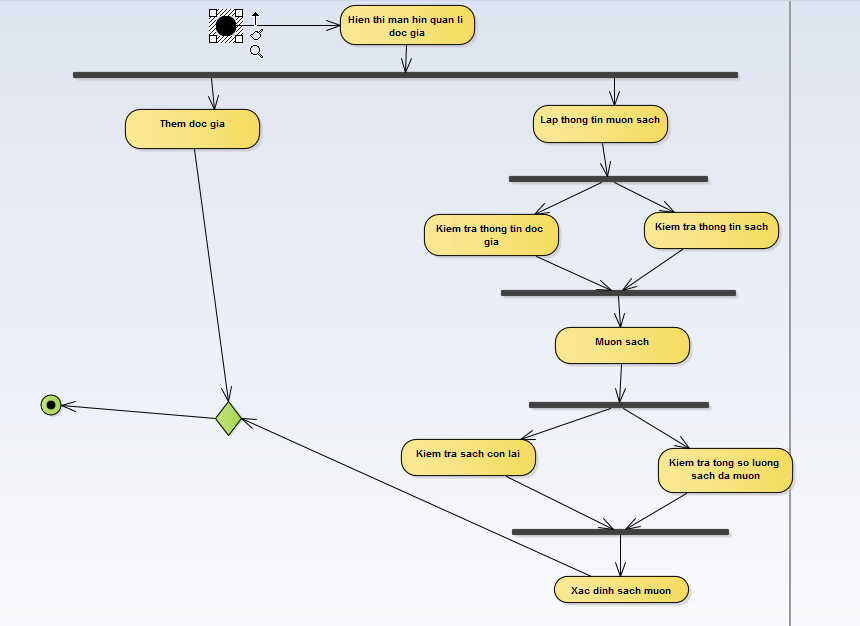 Hien thi man hin quan li
doc gia
Them doc gia
Lap thong tin muon sach
Kiem tra thong tin doc
gia
Kiem tra thong tin sach
Muon sach
Kiem tra sach con lai
Kiem tra tong so luong
sach da muon
Xac dinh sach muon